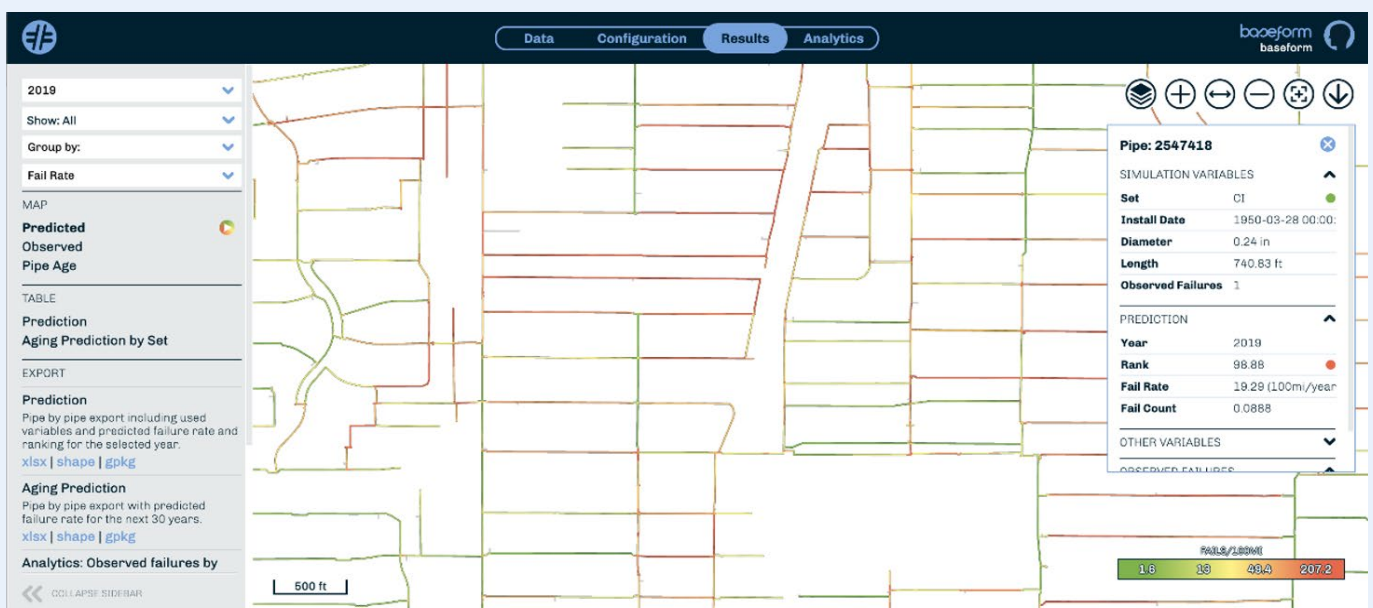 Data Configuration Results Analytics
baseform
baseform
2019
Show: All
Group by:
Fail Rate
MAP
Predicted
Observed
Pipe Age
TABLE
Prediction
Aging Prediction by Set
EXPORT
Prediction
Pipe by pipe export including used
variables and predicted failure rate and
ranking for the selected year.
xlsx | shape | gpkg
Aging Prediction
Pipe by pipe export with predicted
failure rate for the next 30 years.
xlsx | shape | gpkg
Analytics: Observed failures by
COLLAPSE SIDEBAR
500 ft
Pipe: 2547418
SIMULATION VARIABLES
Set CI
Install Date 1950-03-28 00:00:
Diameter 0.24 in
Length 740.83 ft
Observed Failures 1
PREDICTION
Year 2019
Rank 98.88
Fail Rate 19.29 (100mi/year
Fail Count 0.0888
OTHER VARIABLES
OBSERVED FAILURES
FAILS/100MI
1.8 13 49.4 207.2